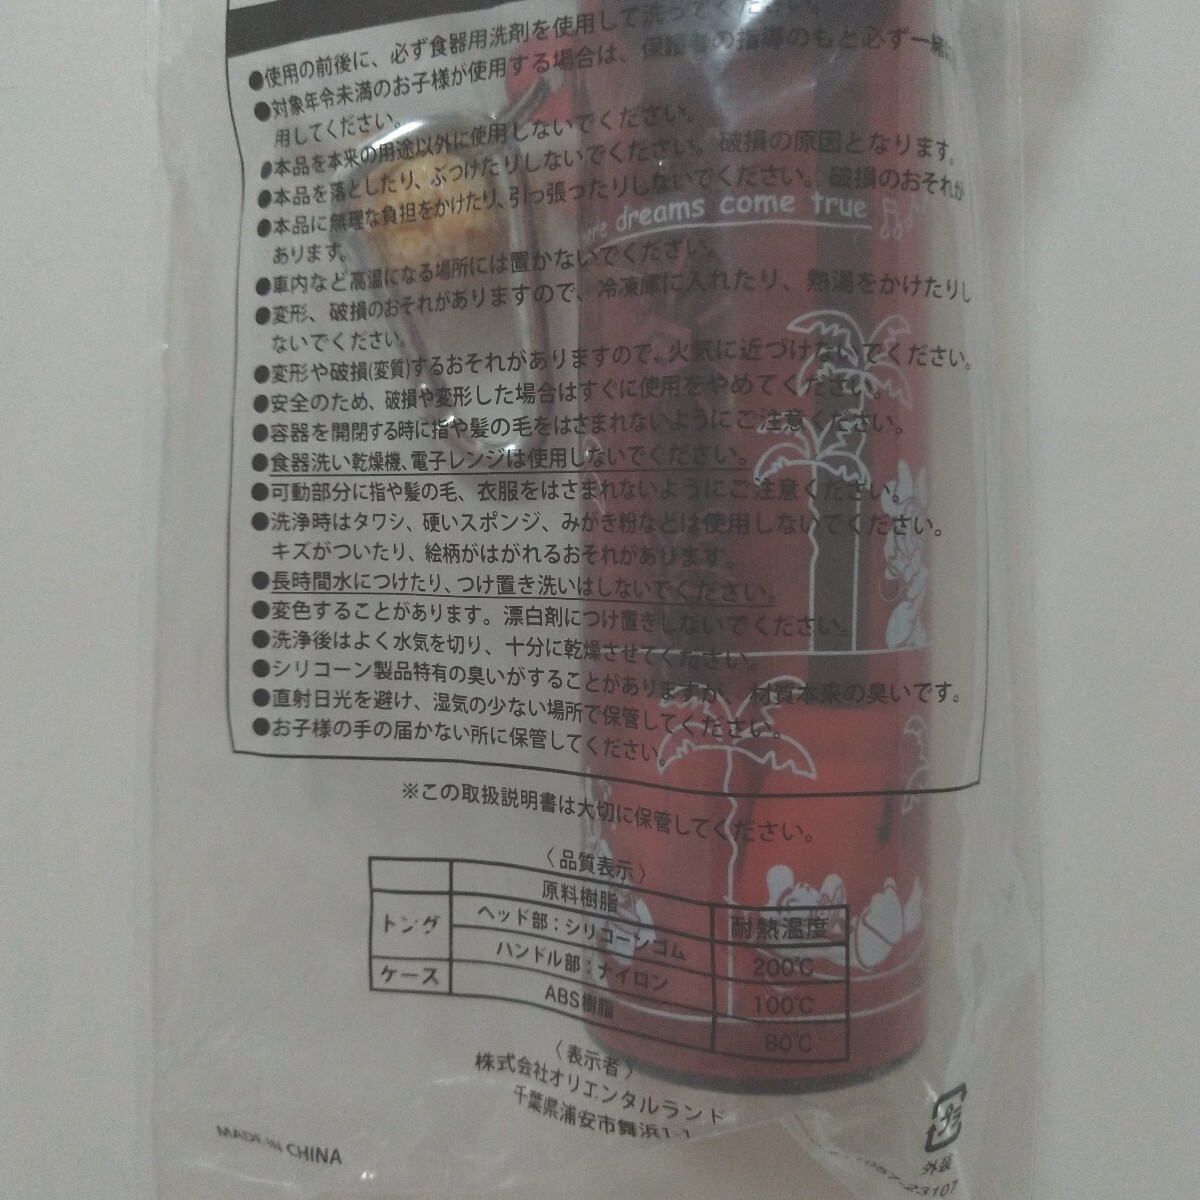 ●使用の前後に、必ず食器用洗剤を使用して洗ってください。
●対象年令未満のお子様が使用する場合は、保護者の指導のもと必ず一緒に
用してください。
●本品を本来の用途以外に使用しないでください。
●本品を落としたり、ぶつけたりしないでください。破損の原因となります。
●本品に無理な負担をかけたり、引っ張ったりしないでください。破損のおそれが
あります。
●車内など高温になる場所には置かないでください。
●変形、破損のおそれがありますので、冷凍庫に入れたり、熱湯をかけたりし
ないでください。
●変形や破損(変質)するおそれがありますので、火気に近づけないでください。
●安全のため、破損や変形した場合はすぐに使用をやめてください。
●容器を開閉する時に指や髪の毛をはさまれないようにご注意ください。
●食器洗い乾燥機、電子レンジは使用しないでください。
●可動部分に指や髪の毛、衣服をはさまれないようにご注意ください。
●洗浄時はタワシ、硬いスポンジ、みがき粉などは使用しないでください。
キズがついたり、絵柄がはがれるおそれがあります。
●長時間水につけたり、つけ置き洗いはしないでください。
●変色することがあります。漂白剤につけ置きしないでください。
●洗浄後はよく水気を切り、十分に乾燥させてください。
●シリコーン製品特有の臭いがすることがありますが、材質本来の臭いです。
●直射日光を避け、湿気の少ない場所で保管してください。
●お子様の手の届かない所に保管してください。
※この取扱説明書は大切に保管してください。
〈品質表示〉
原料樹脂 耐熱温度
トング ヘッド部：シリコーンゴム 200℃
ハンドル部：ナイロン 100℃
ケース ABS樹脂 80℃
〈表示者〉
株式会社オリエンタルランド
千葉県浦安市舞浜1-1
MADE IN CHINA
外装
dreams come true